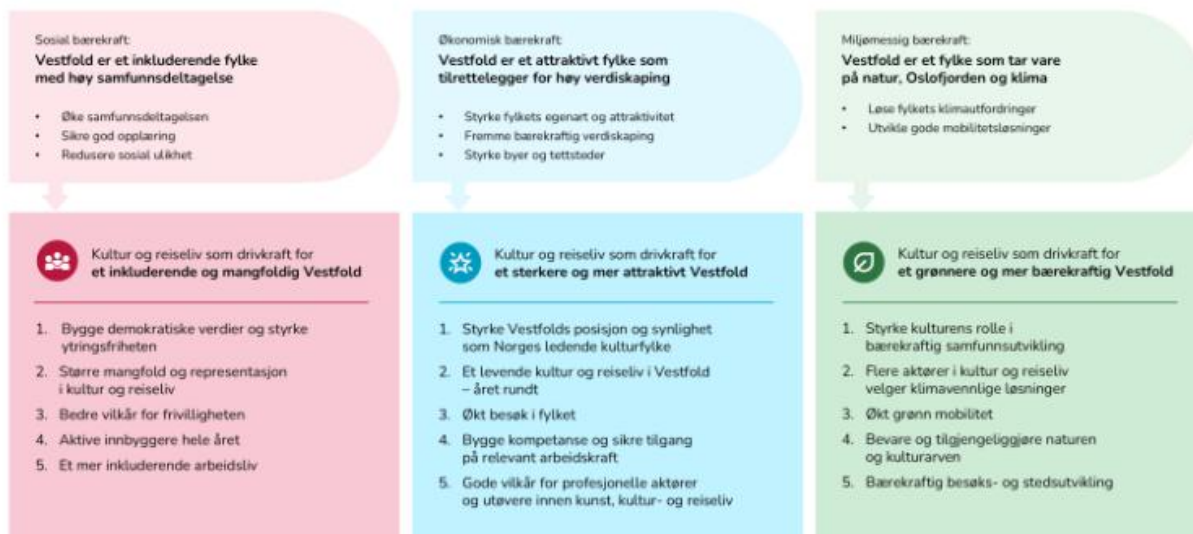 Sosial bærekraft:
Vestfold er et inkluderende fylke
med høy samfunnsdeltagelse
• Øke samfunnsdeltagelsen
• Sikre god opplæring
• Redusere sosial ulikhet
Økonomisk bærekraft:
Vestfold er et attraktivt fylke som
tilrettelegger for høy verdiskaping
• Styrke fylkets egenart og attraktivitet
• Fremme bærekraftig verdiskaping
• Styrke byer og tettsteder
Miljømessig bærekraft:
Vestfold er et fylke som tar vare
på natur, Oslofjorden og klima
• Løse fylkets klimautfordringer
• Utvikle gode mobilitetsløsninger
Kultur og reiseliv som drivkraft for
et inkluderende og mangfoldig Vestfold
1. Bygge demokratiske verdier og styrke
ytringsfriheten
2. Større mangfold og representasjon
i kultur og reiseliv
3. Bedre vilkår for frivilligheten
4. Aktive innbyggere hele året
5. Et mer inkluderende arbeidsliv
Kultur og reiseliv som drivkraft for
et sterkere og mer attraktivt Vestfold
1. Styrke Vestfolds posisjon og synlighet
som Norges ledende kulturfylke
2. Et levende kultur og reiseliv i Vestfold
– året rundt
3. Økt besøk i fylket
4. Bygge kompetanse og sikre tilgang
på relevant arbeidskraft
5. Gode vilkår for profesjonelle aktører
og utøvere innen kunst, kultur- og reiseliv
Kultur og reiseliv som drivkraft for
et grønnere og mer bærekraftig Vestfold
1. Styrke kulturens rolle i
bærekraftig samfunnsutvikling
2. Flere aktører i kultur og reiseliv
velger klimavennlige løsninger
3. Økt grønn mobilitet
4. Bevare og tilgjengeliggjøre naturen
og kulturarven
5. Bærekraftig besøks- og stedsutvikling